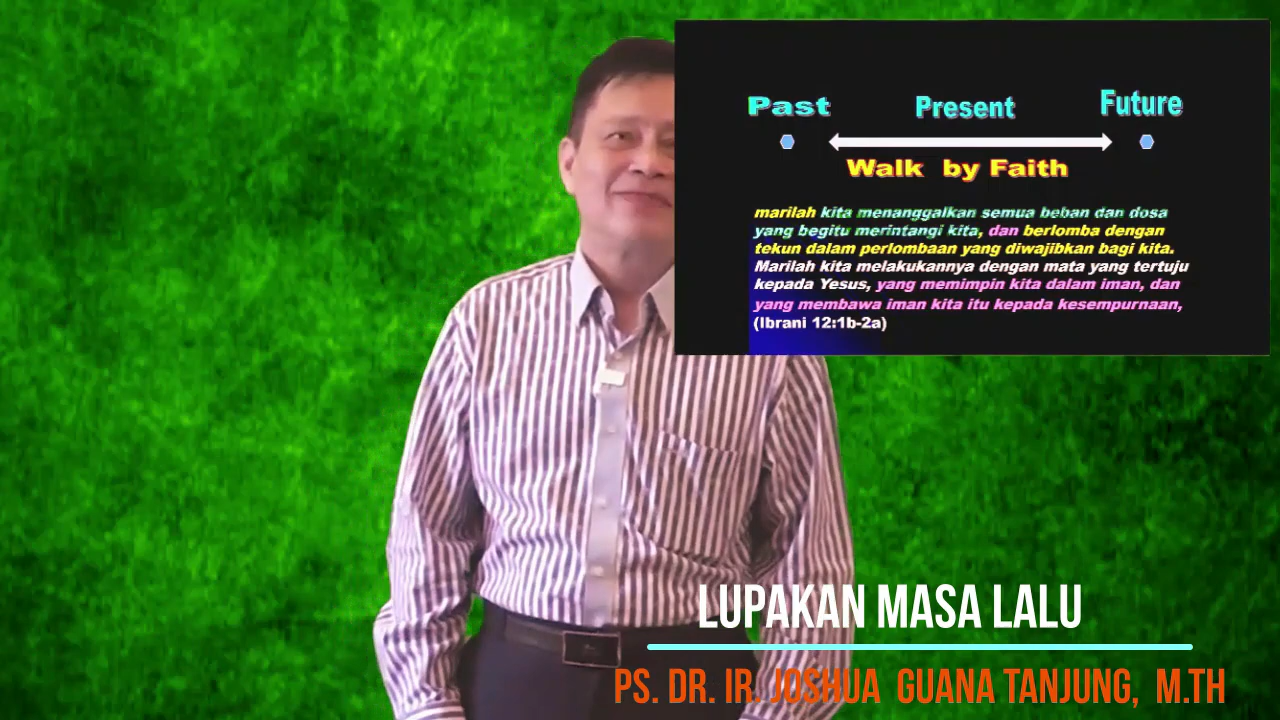 Past Present Future
Walk by Faith
marilah kita menanggalkan semua beban dan dosa
yang begitu merintangi kita, dan berlomba dengan
tekun dalam perlombaan yang diwajibkan bagi kita.
Marilah kita melakukannya dengan mata yang tertuju
kepada Yesus, yang memimpin kita dalam iman, dan
yang membawa iman kita itu kepada kesempurnaan,
(Ibrani 12:1b-2a)
LUPAKAN MASA LALU
PS. DR. IR. JOSHUA GUANA TANJUNG, M.TH